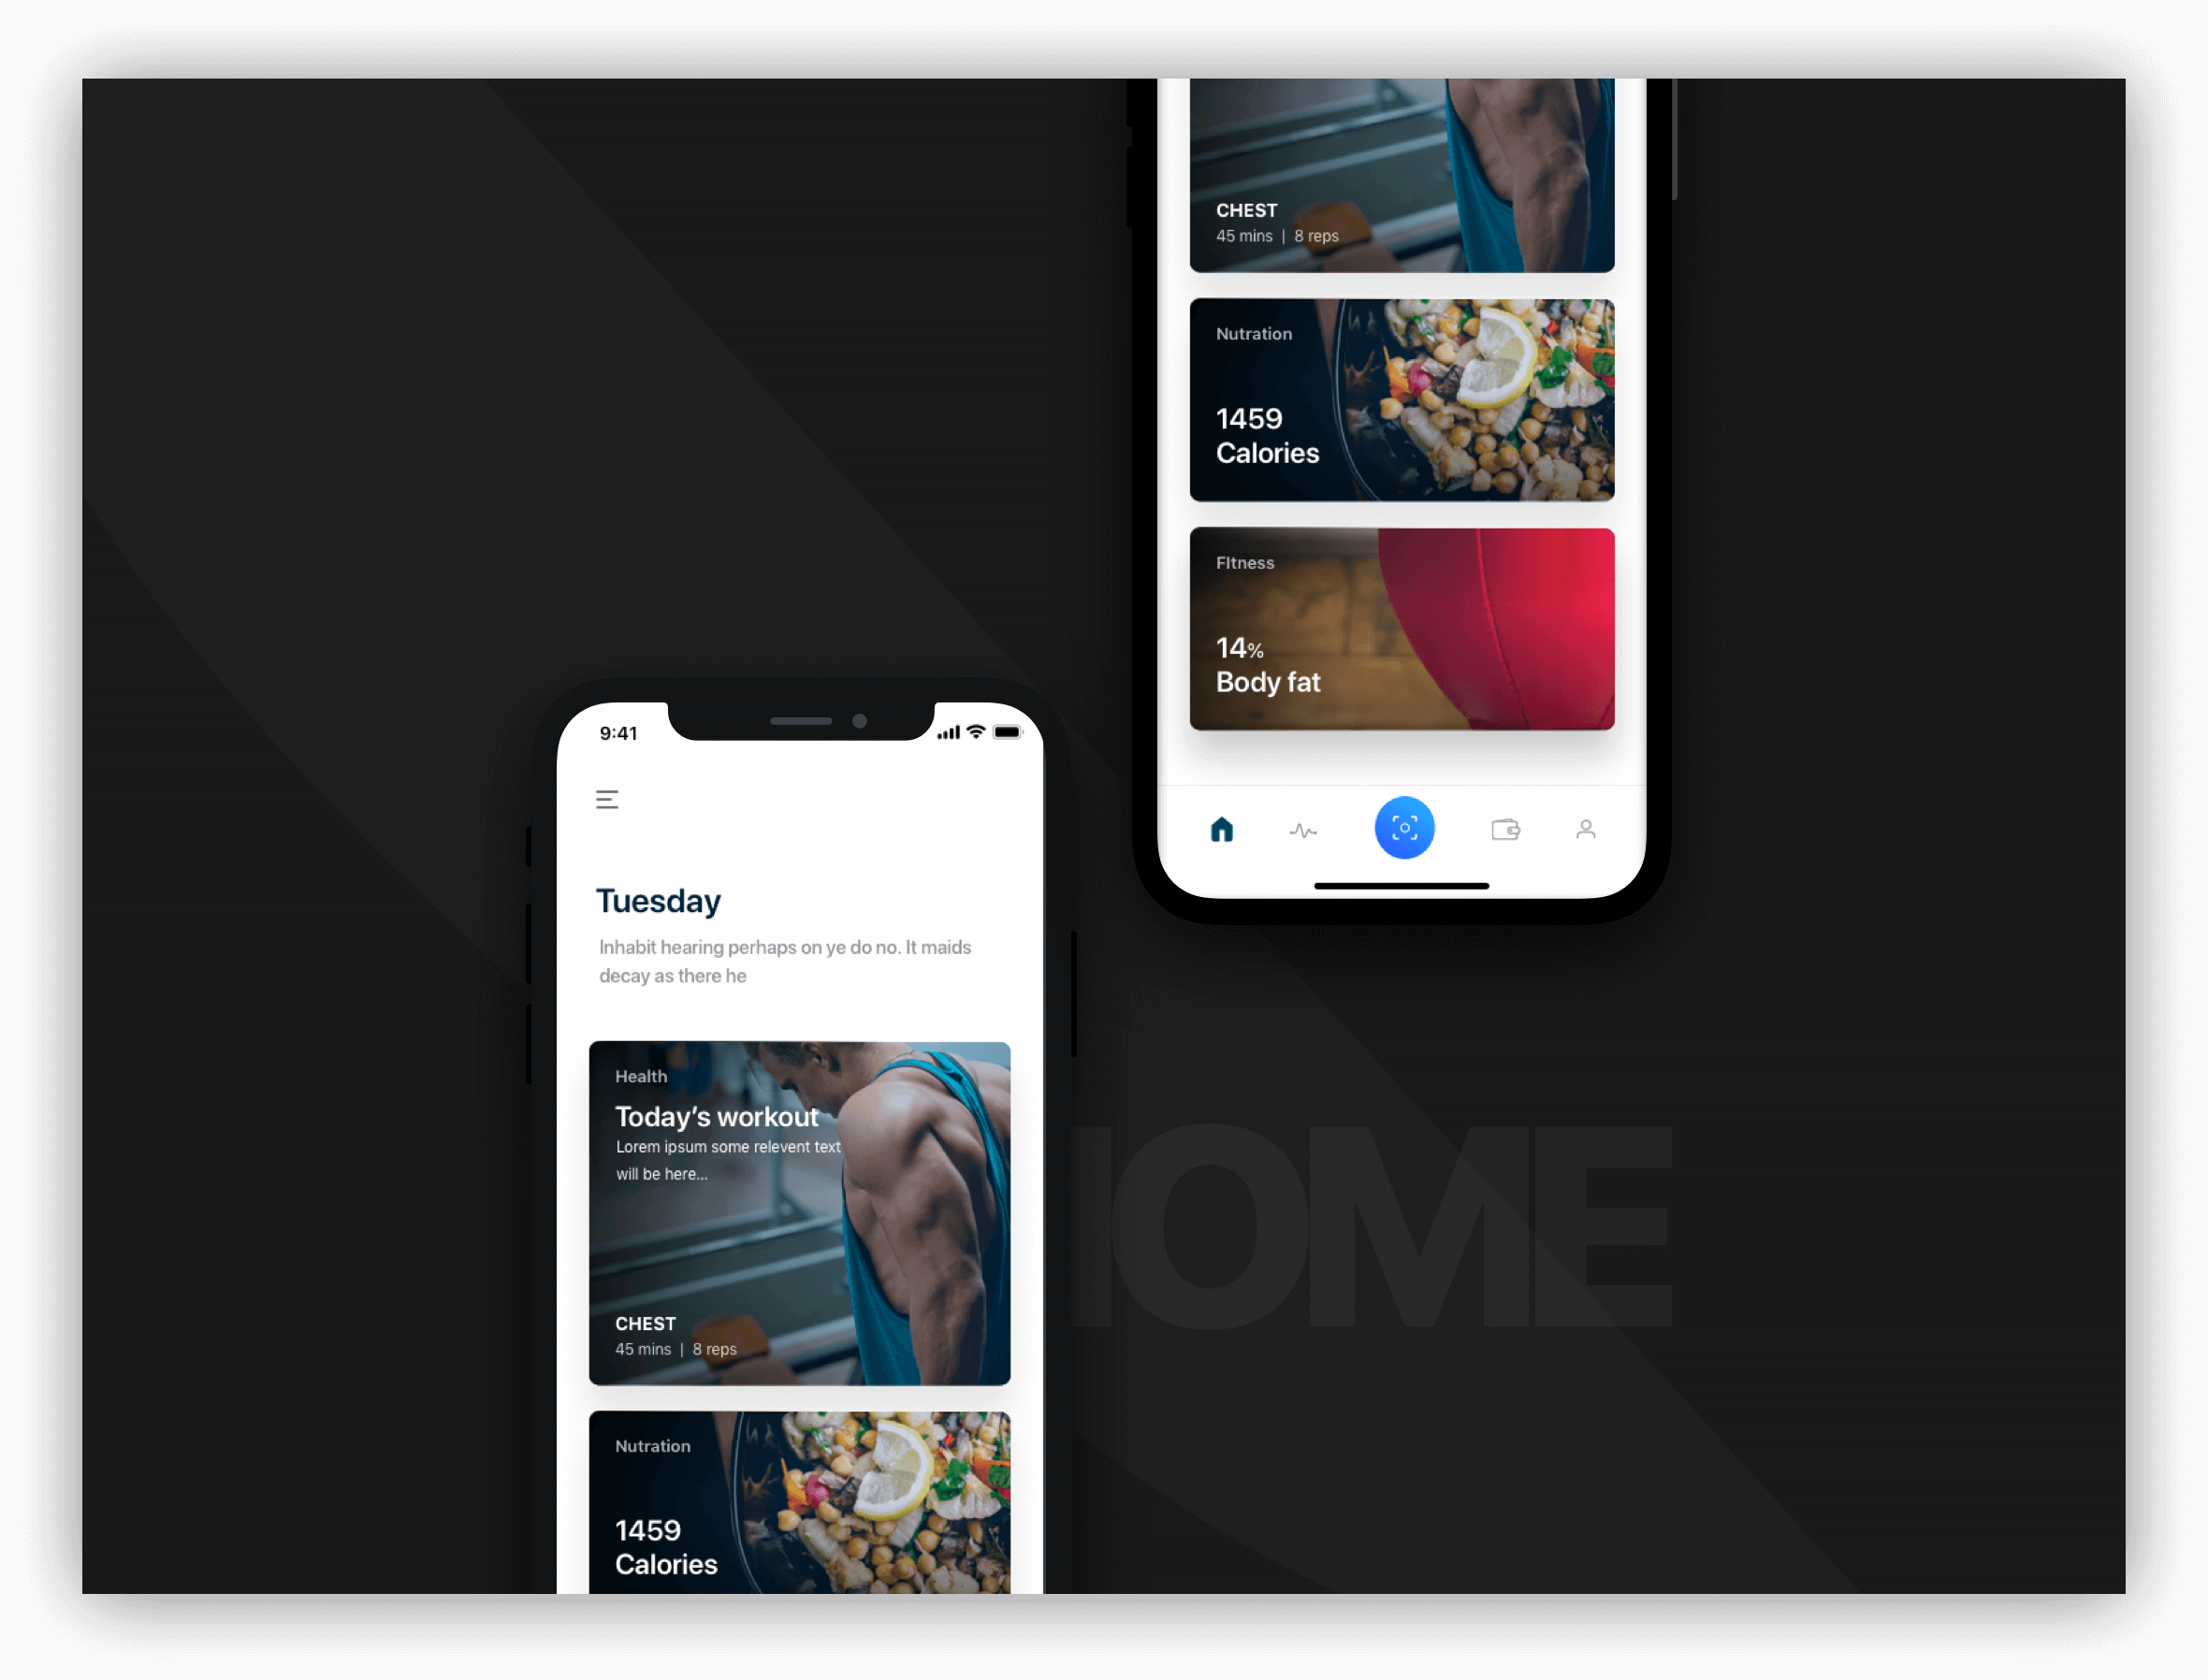 CHEST
45 mins | 8 reps
Nutration
1459
Calories
FItness
14%
Body fat
9:41
Tuesday
Inhabit hearing perhaps on ye do no. It maids
decay as there he
Health
Today’s workout
Lorem ipsum some relevent text
will be here...
CHEST
45 mins | 8 reps
Nutration
1459
Calories
HOME